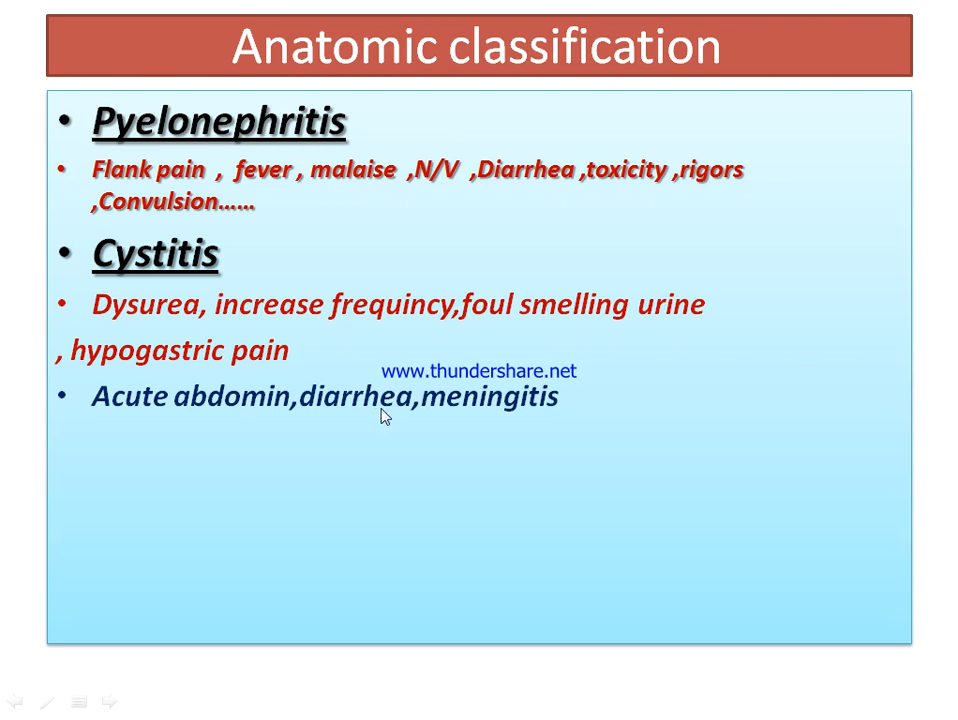 Anatomic classification
• Pyelonephritis
• Flank pain , fever , malaise ,N/V ,Diarrhea ,toxicity ,rigors
,Convulsion……
• Cystitis
• Dysurea, increase frequincy,foul smelling urine
, hypogastric pain
www.thundershare.net
• Acute abdomin,diarrhea,meningitis